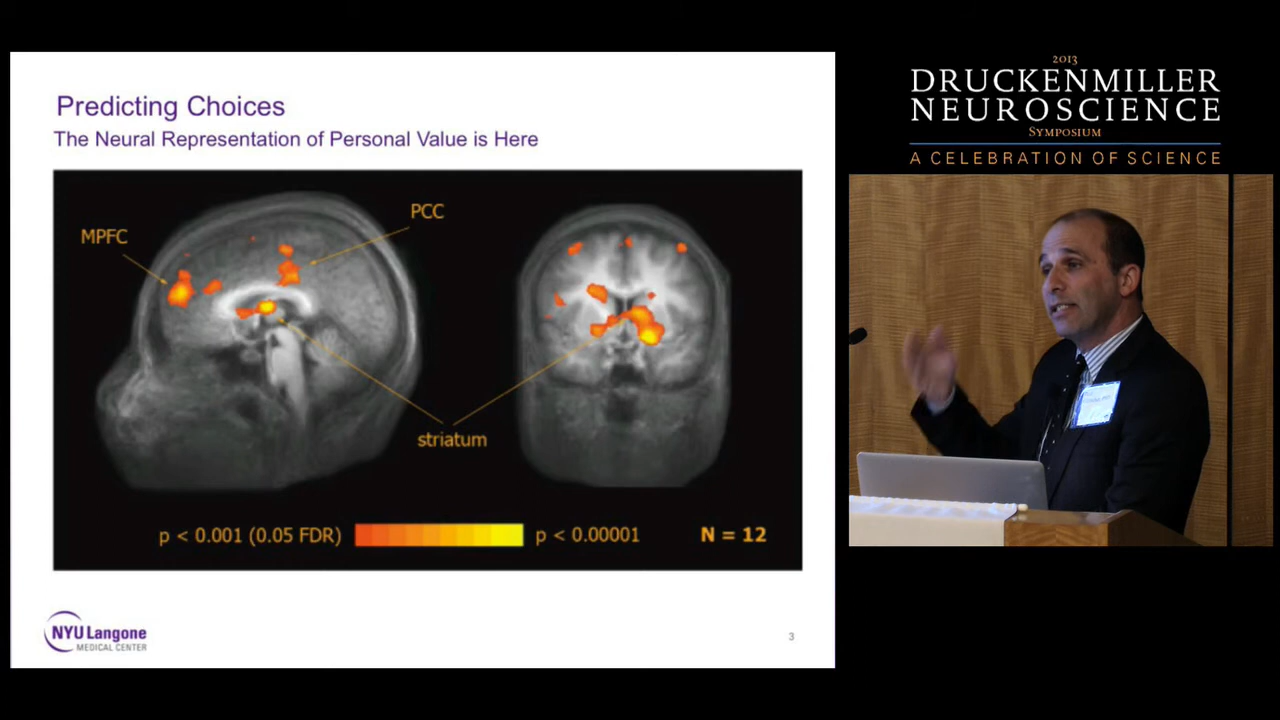 Predicting Choices
The Neural Representation of Personal Value is Here
MPFC
PCC
striatum
p < 0.001 (0.05 FDR)
p < 0.00001
N = 12
NYU Langone
MEDICAL CENTER
3
2013
DRUCKENMILLER
NEUROSCIENCE
SYMPOSIUM
A CELEBRATION OF SCIENCE